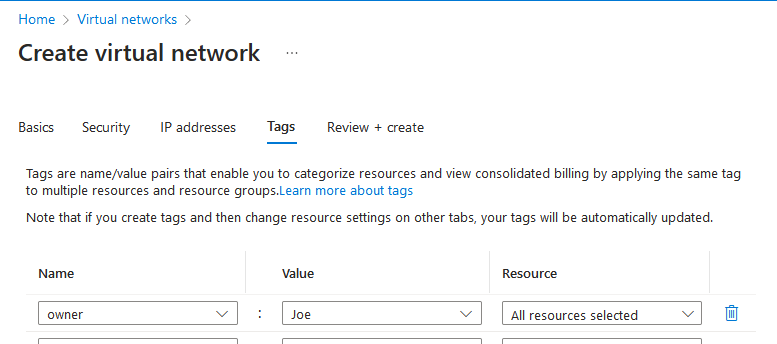 Home > Virtual networks >
Create virtual network ...
Basics Security IP addresses Tags Review + create
Tags are name/value pairs that enable you to categorize resources and view consolidated billing by applying the same tag
to multiple resources and resource groups.Learn more about tags
Note that if you create tags and then change resource settings on other tabs, your tags will be automatically updated.
Name Value Resource
owner : Joe All resources selected